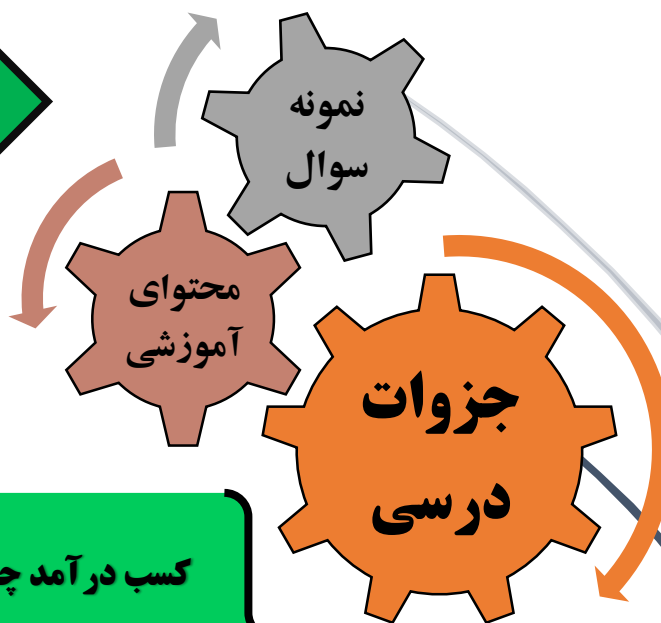 نمونه
سوال
محتوای
آموزشی
جزوات
درسی
کسب درآمد